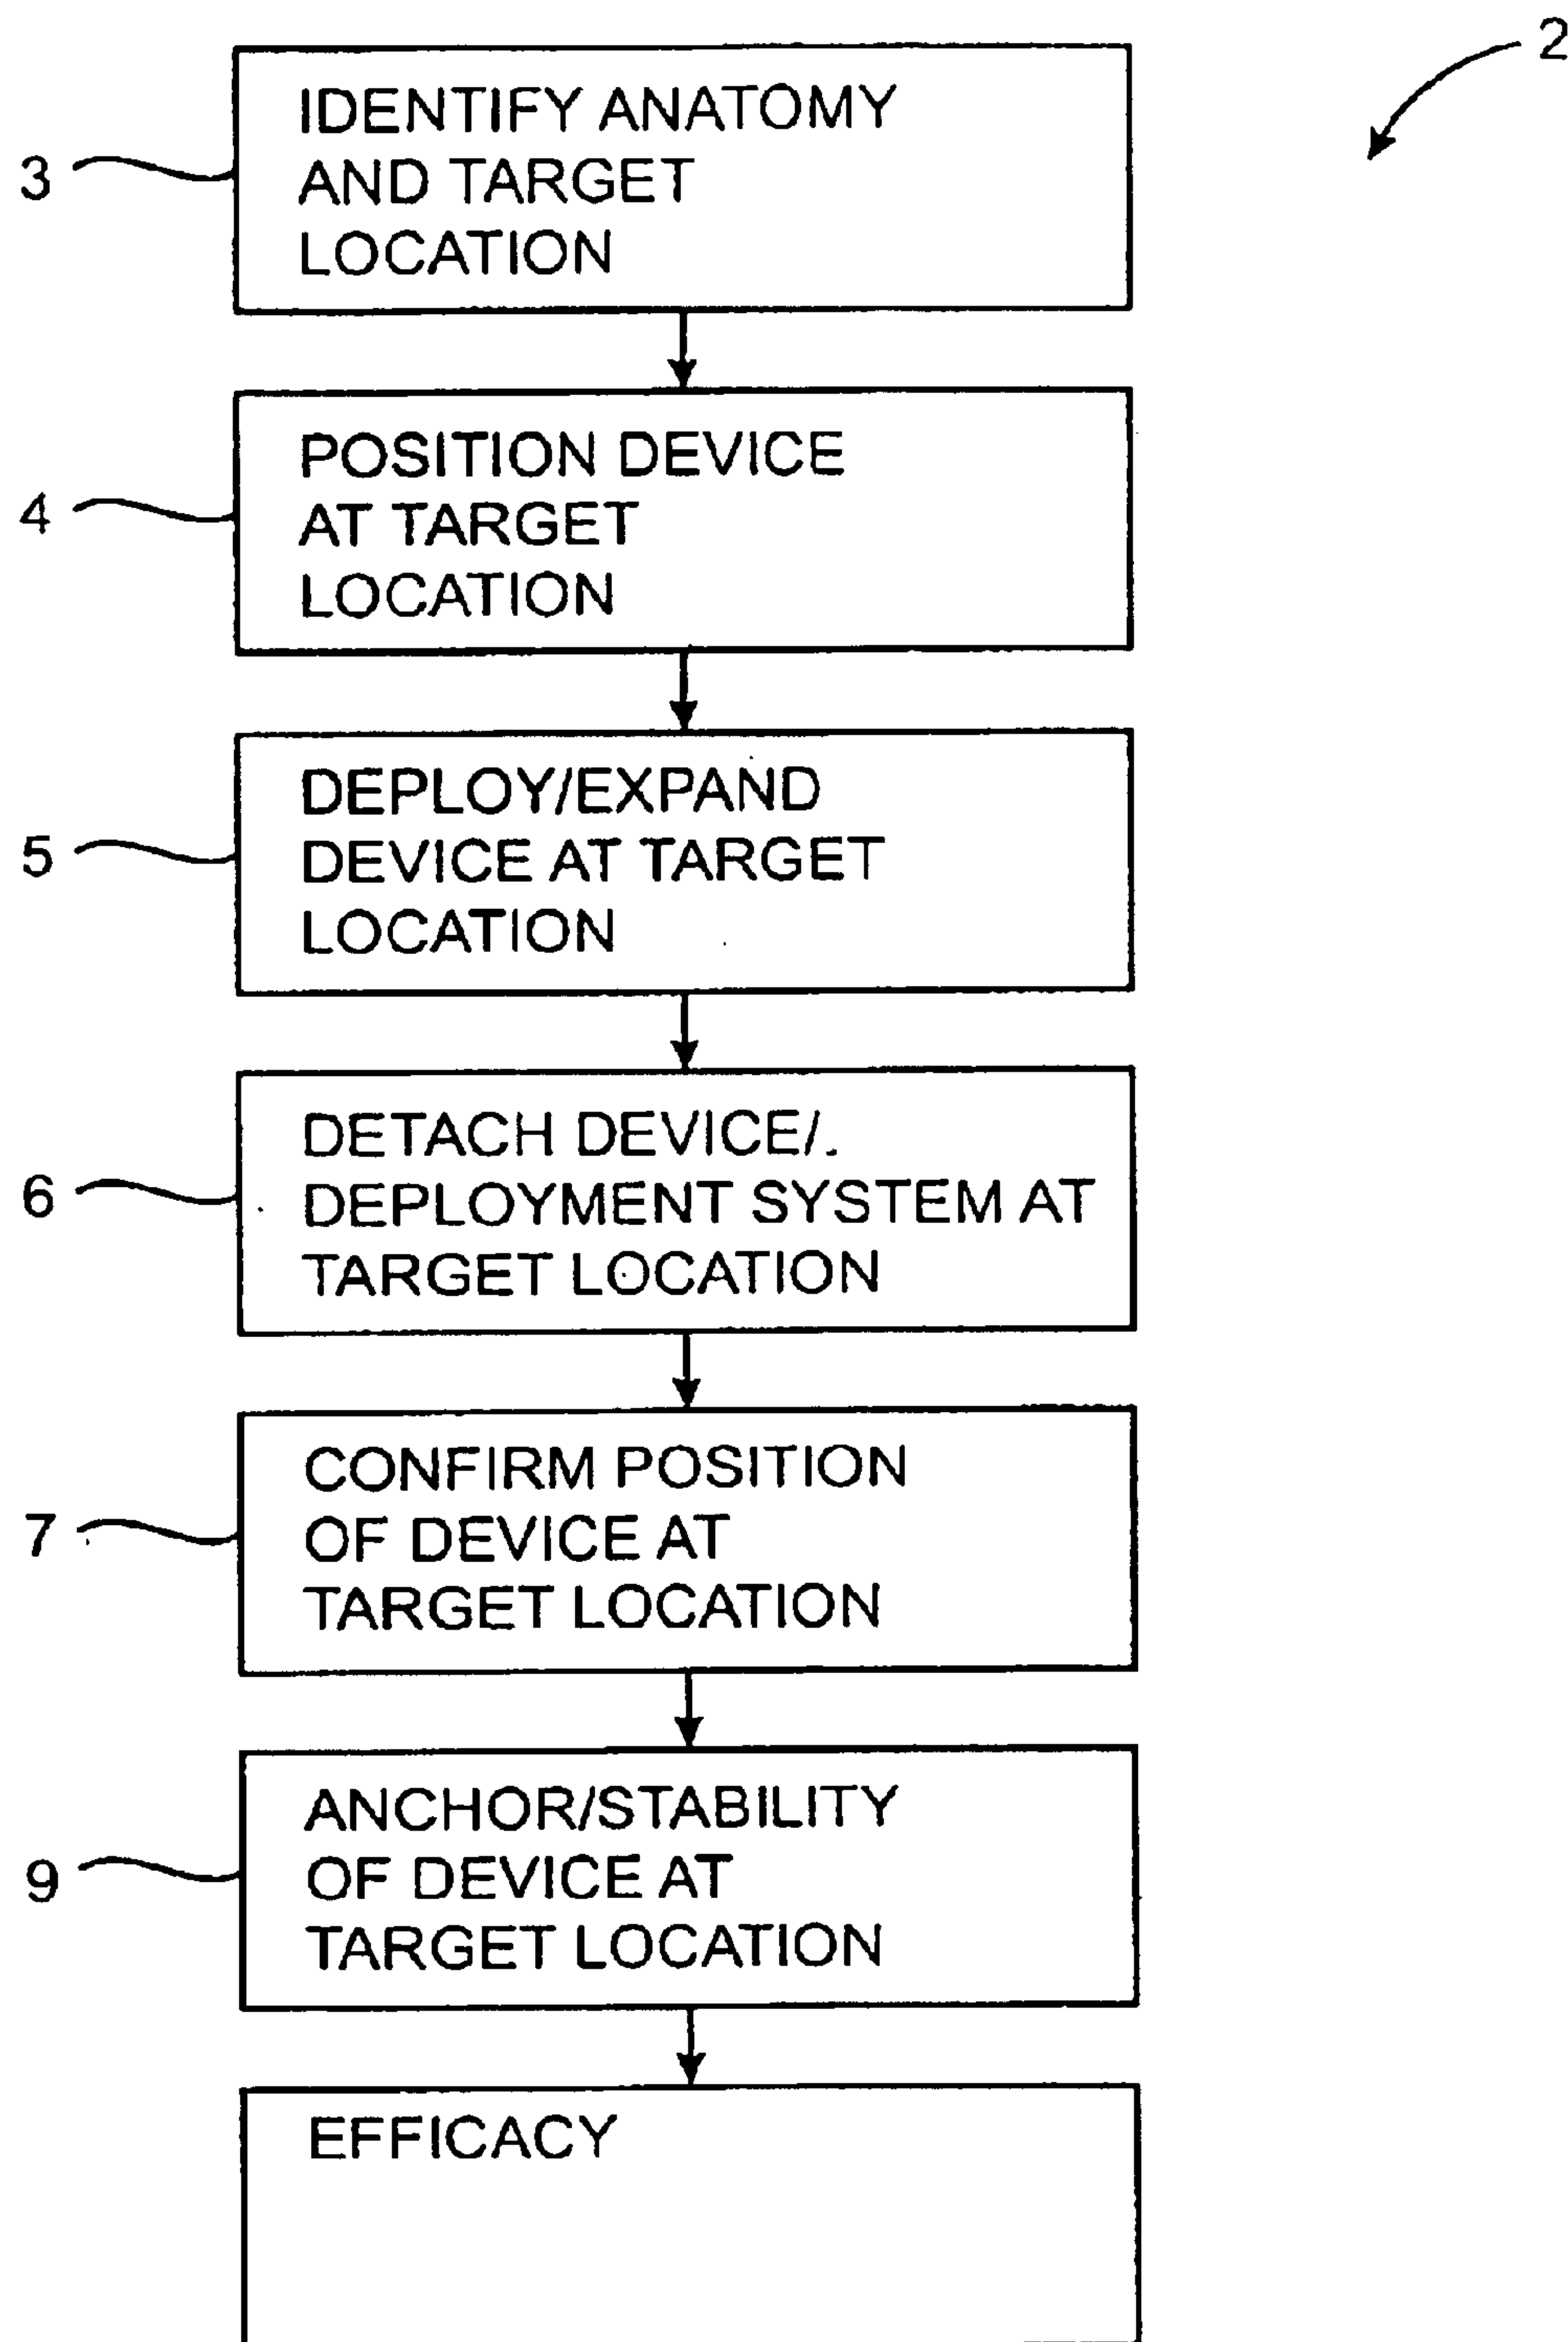 2
IDENTIFY ANATOMY
AND TARGET
LOCATION
3
POSITION DEVICE
AT TARGET
LOCATION
4
DEPLOY/EXPAND
DEVICE AT TARGET
LOCATION
5
DETACH DEVICE/
DEPLOYMENT SYSTEM AT
TARGET LOCATION
6
CONFIRM POSITION
OF DEVICE AT
TARGET LOCATION
7
ANCHOR/STABILITY
OF DEVICE AT
TARGET LOCATION
9
EFFICACY